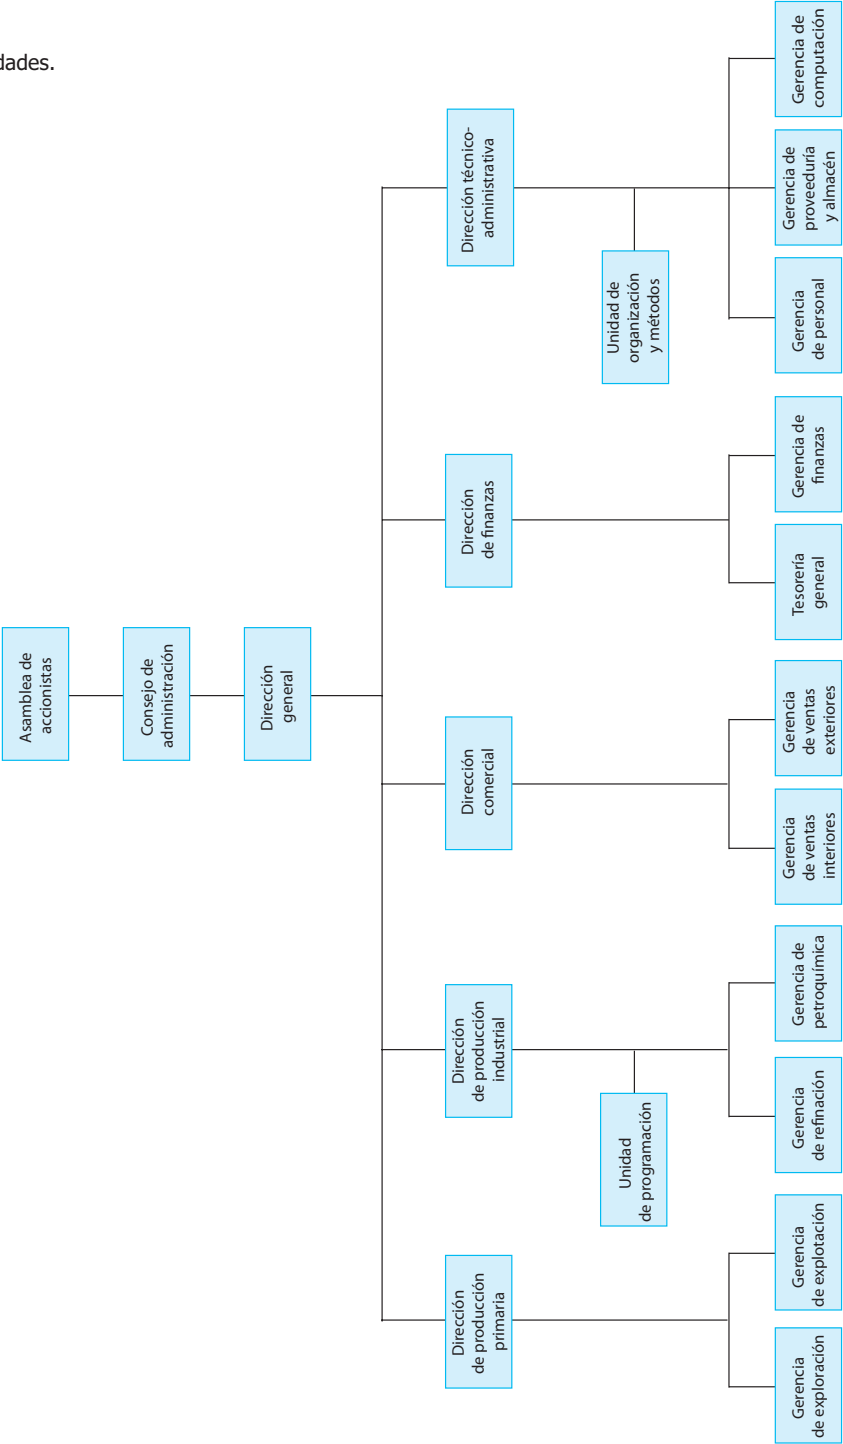 dades.
Asamblea de
accionistas
Consejo de
administración
Dirección
general
Dirección
de producción
primaria
Dirección
de producción
industrial
Dirección
comercial
Dirección
de finanzas
Dirección técnico-
administrativa
Unidad
de programación
Unidad de
organización
y métodos
Gerencia
de exploración
Gerencia
de explotación
Gerencia
de refinación
Gerencia de
petroquímica
Gerencia
de ventas
interiores
Gerencia
de ventas
exteriores
Tesorería
general
Gerencia de
finanzas
Gerencia
de personal
Gerencia de
proveeduría
y almacén
Gerencia de
computación